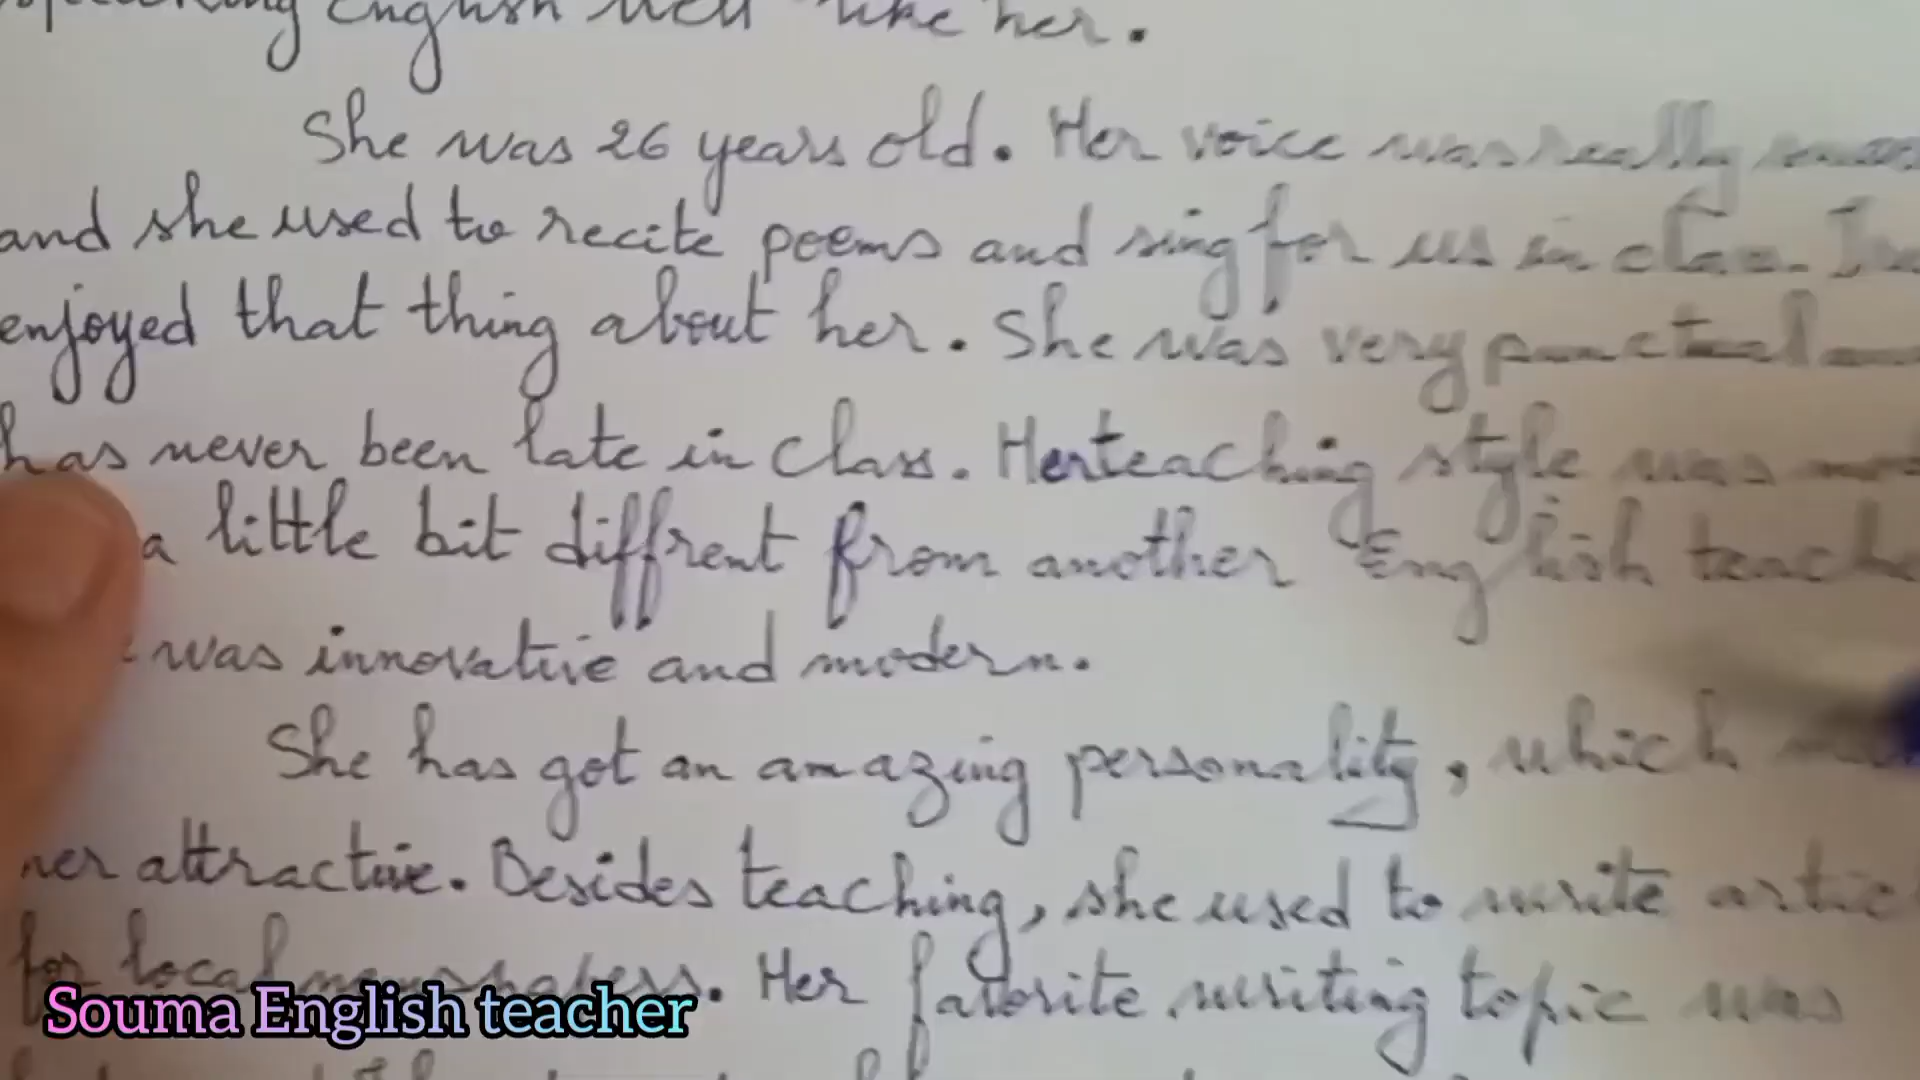 speaking English well like her.
She was 26 years old. Her voice was really
and she used to recite poems and sing for us in class. I
enjoyed that thing about her. She was very punctual and
has never been late in class. Her teaching style was
a little bit diffrent from another English teache
was innovative and modern.
She has got an amazing personality, which
her attractive. Besides teaching, she used to write artic
for local newspapers. Her favorite writing topic was
Souma English teacher